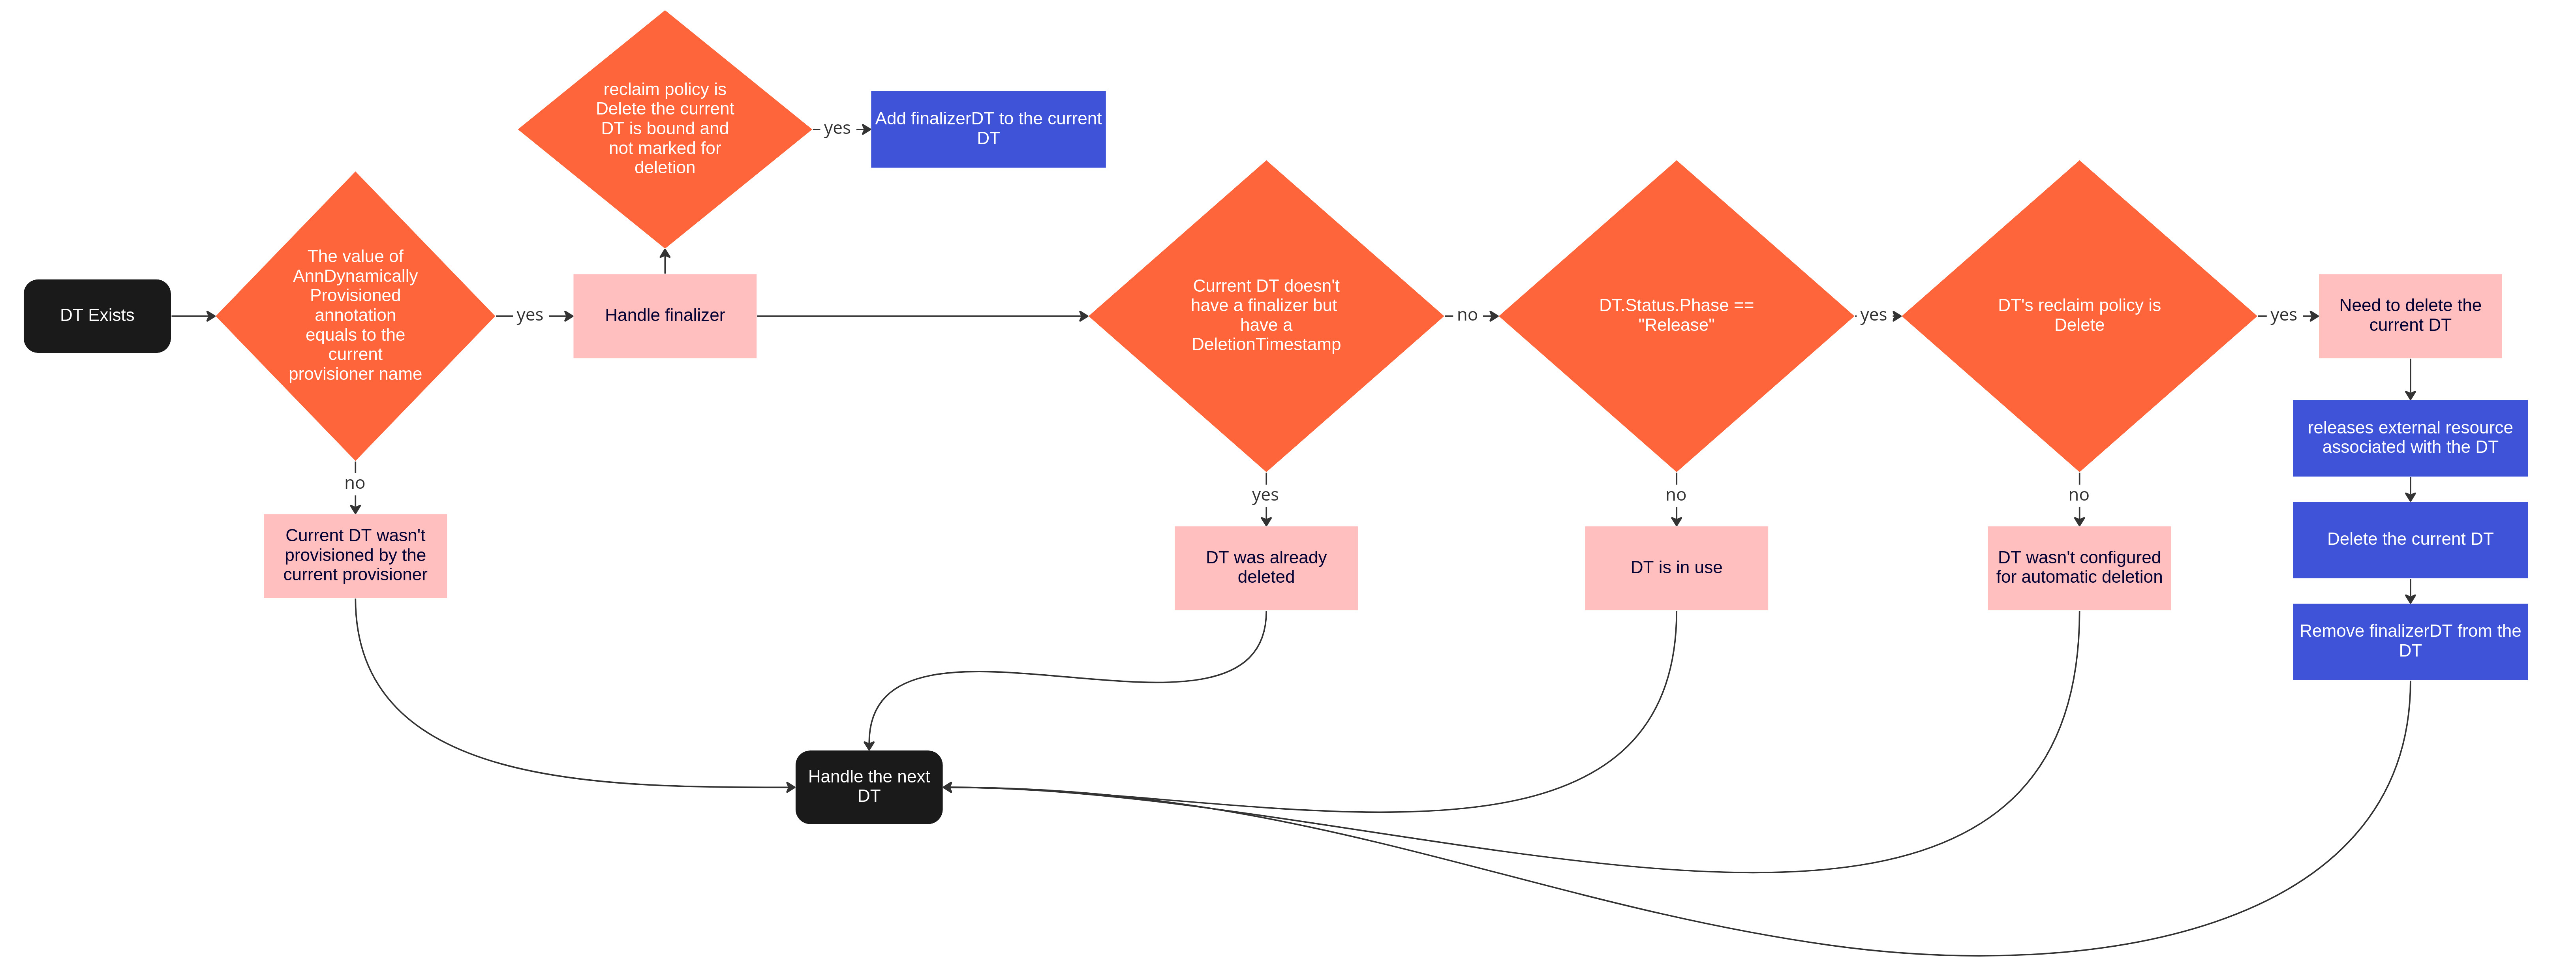 DT Exists
The value of
AnnDynamically
Provisioned
annotation
equals to the
current
provisioner name
yes
no
Current DT wasn't
provisioned by the
current provisioner
Handle finalizer
reclaim policy is
Delete the current
DT is bound and
not marked for
deletion
yes
Add finalizerDT to the current
DT
Current DT doesn't
have a finalizer but
have a
DeletionTimestamp
no
yes
DT was already
deleted
DT.Status.Phase ==
"Release"
yes
no
DT is in use
DT's reclaim policy is
Delete
yes
no
DT wasn't configured
for automatic deletion
Need to delete the
current DT
releases external resource
associated with the DT
Delete the current DT
Remove finalizerDT from the
DT
Handle the next
DT